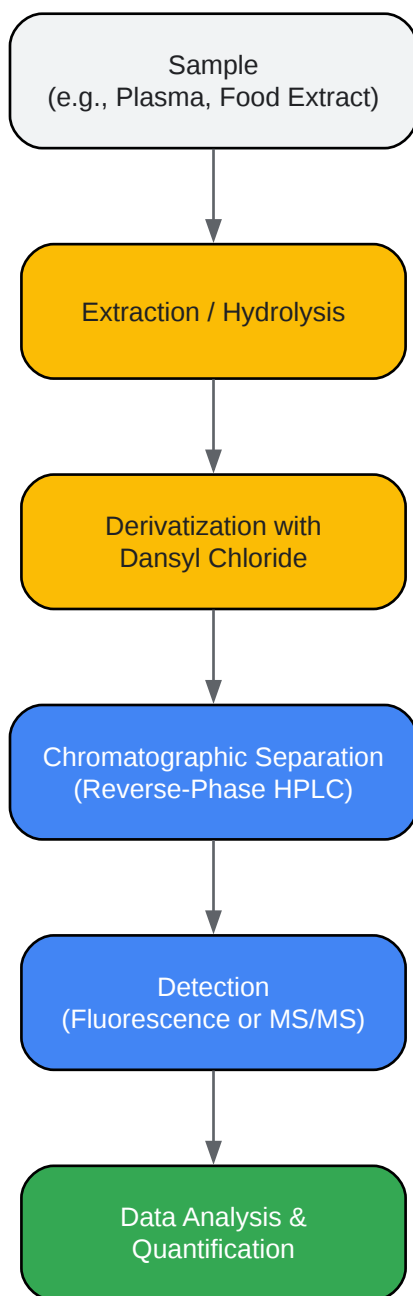 Sample
(e.g., Plasma, Food Extract)
Extraction / Hydrolysis
Derivatization with
Dansyl Chloride
Chromatographic Separation
(Reverse-Phase HPLC)
Detection
(Fluorescence or MS/MS)
Data Analysis &
Quantification